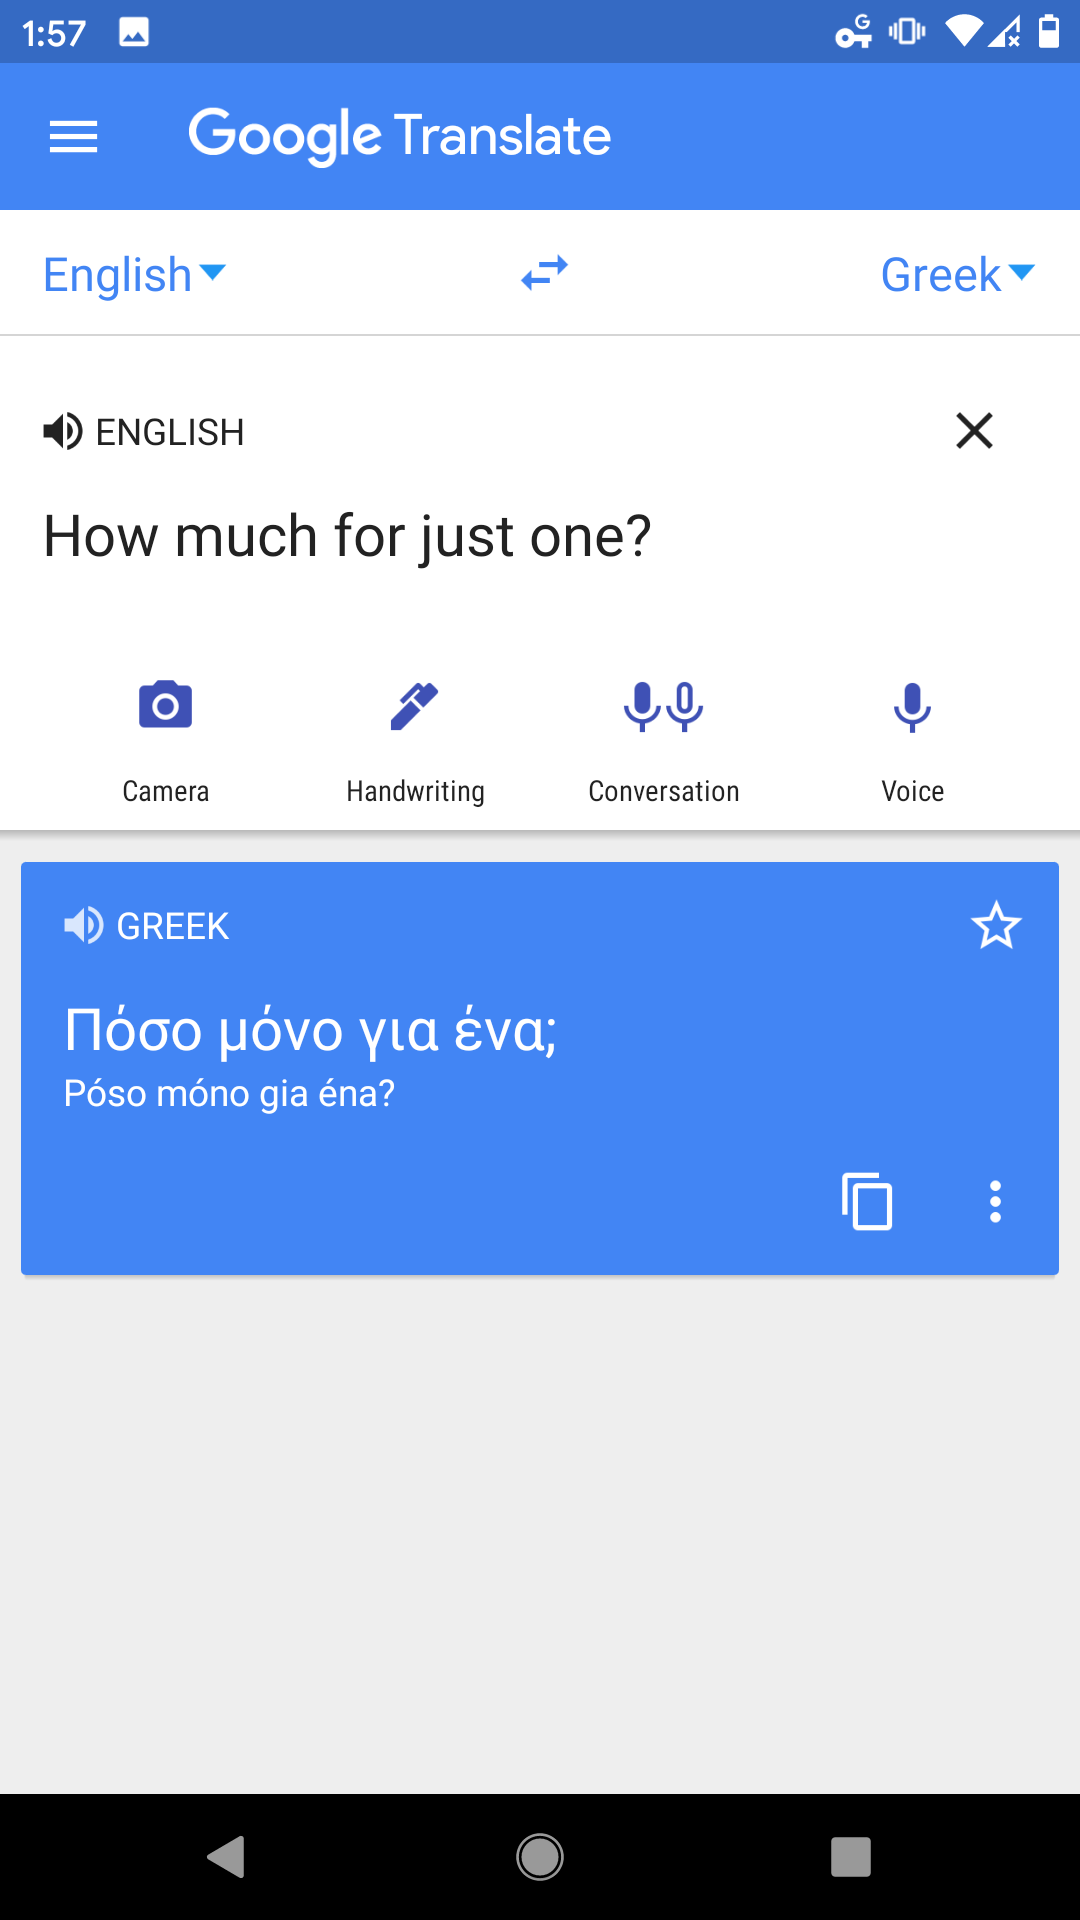 1:57
Google Translate
English
Greek
ENGLISH
How much for just one?
Camera
Handwriting
Conversation
Voice
GREEK
Πόσο μόνο για ένα;
Póso móno gia éna?